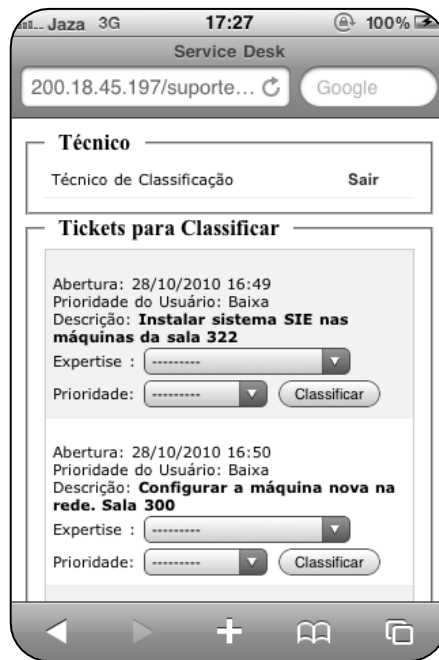 Jaza 3G 17:27 100%
Service Desk
200.18.45.197/suporte... Google
Técnico
Técnico de Classificação Sair
Tickets para Classificar
Abertura: 28/10/2010 16:49
Prioridade do Usuário: Baixa
Descrição: Instalar sistema SIE nas
máquinas da sala 322
Expertise : ---------
Prioridade: --------- Classificar
Abertura: 28/10/2010 16:50
Prioridade do Usuário: Baixa
Descrição: Configurar a máquina nova na
rede. Sala 300
Expertise : ---------
Prioridade: --------- Classificar